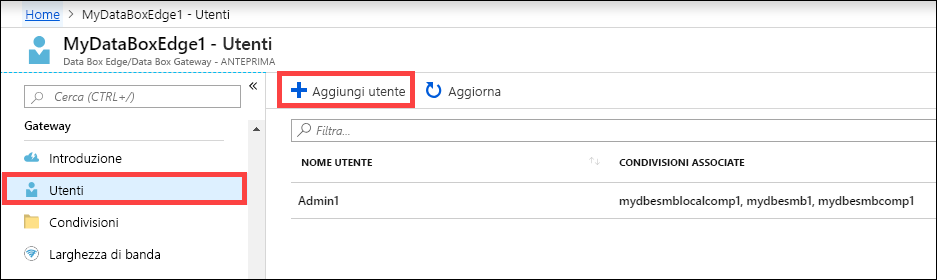 Home > MyDataBoxEdge1 - Utenti
MyDataBoxEdge1 - Utenti
Data Box Edge/Data Box Gateway - ANTEPRIMA
Cerca (CTRL+/)
«
Gateway
Introduzione
Utenti
Condivisioni
Larghezza di banda
Aggiungi utente
Aggiorna
Filtra...
NOME UTENTE
CONDIVISIONI ASSOCIATE
Admin1
mydbesmblocalcomp1, mydbesmb1, mydbesmbcomp1